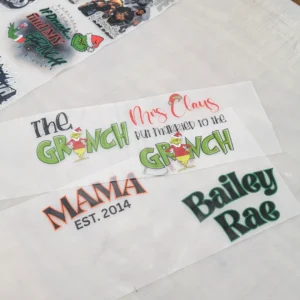 The
GRINCH
Mrs Claus
But married to the
GRINCH
MAMA
EST. 2014
Bailey
Rae